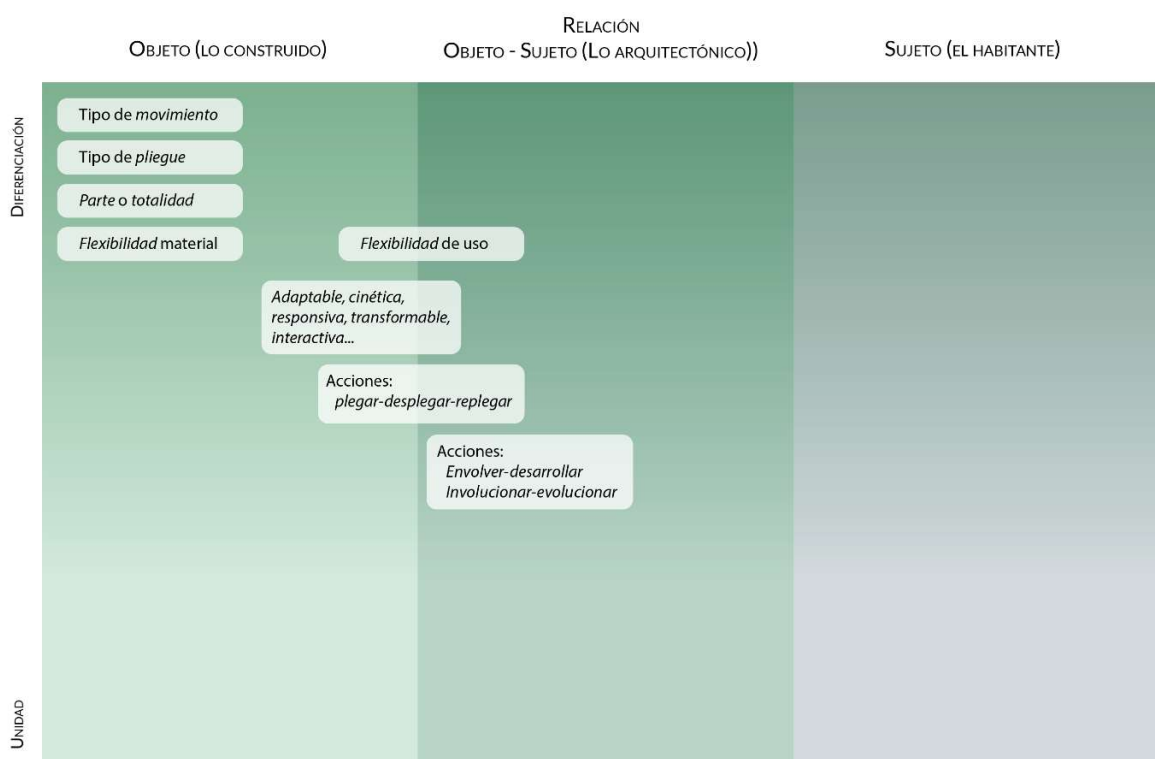 Relación
Objeto (lo construido)
Objeto - Sujeto (Lo arquitectónico))
Sujeto (el habitante)
Diferenciación
Tipo de movimiento
Tipo de pliegue
Parte o totalidad
Flexibilidad material
Flexibilidad de uso
Adaptable, cinética,
responsiva, transformable,
interactiva...
Acciones:
plegar-desplegar-replegar
Acciones:
Envolver-desarrollar
Involucionar-evolucionar
Unidad